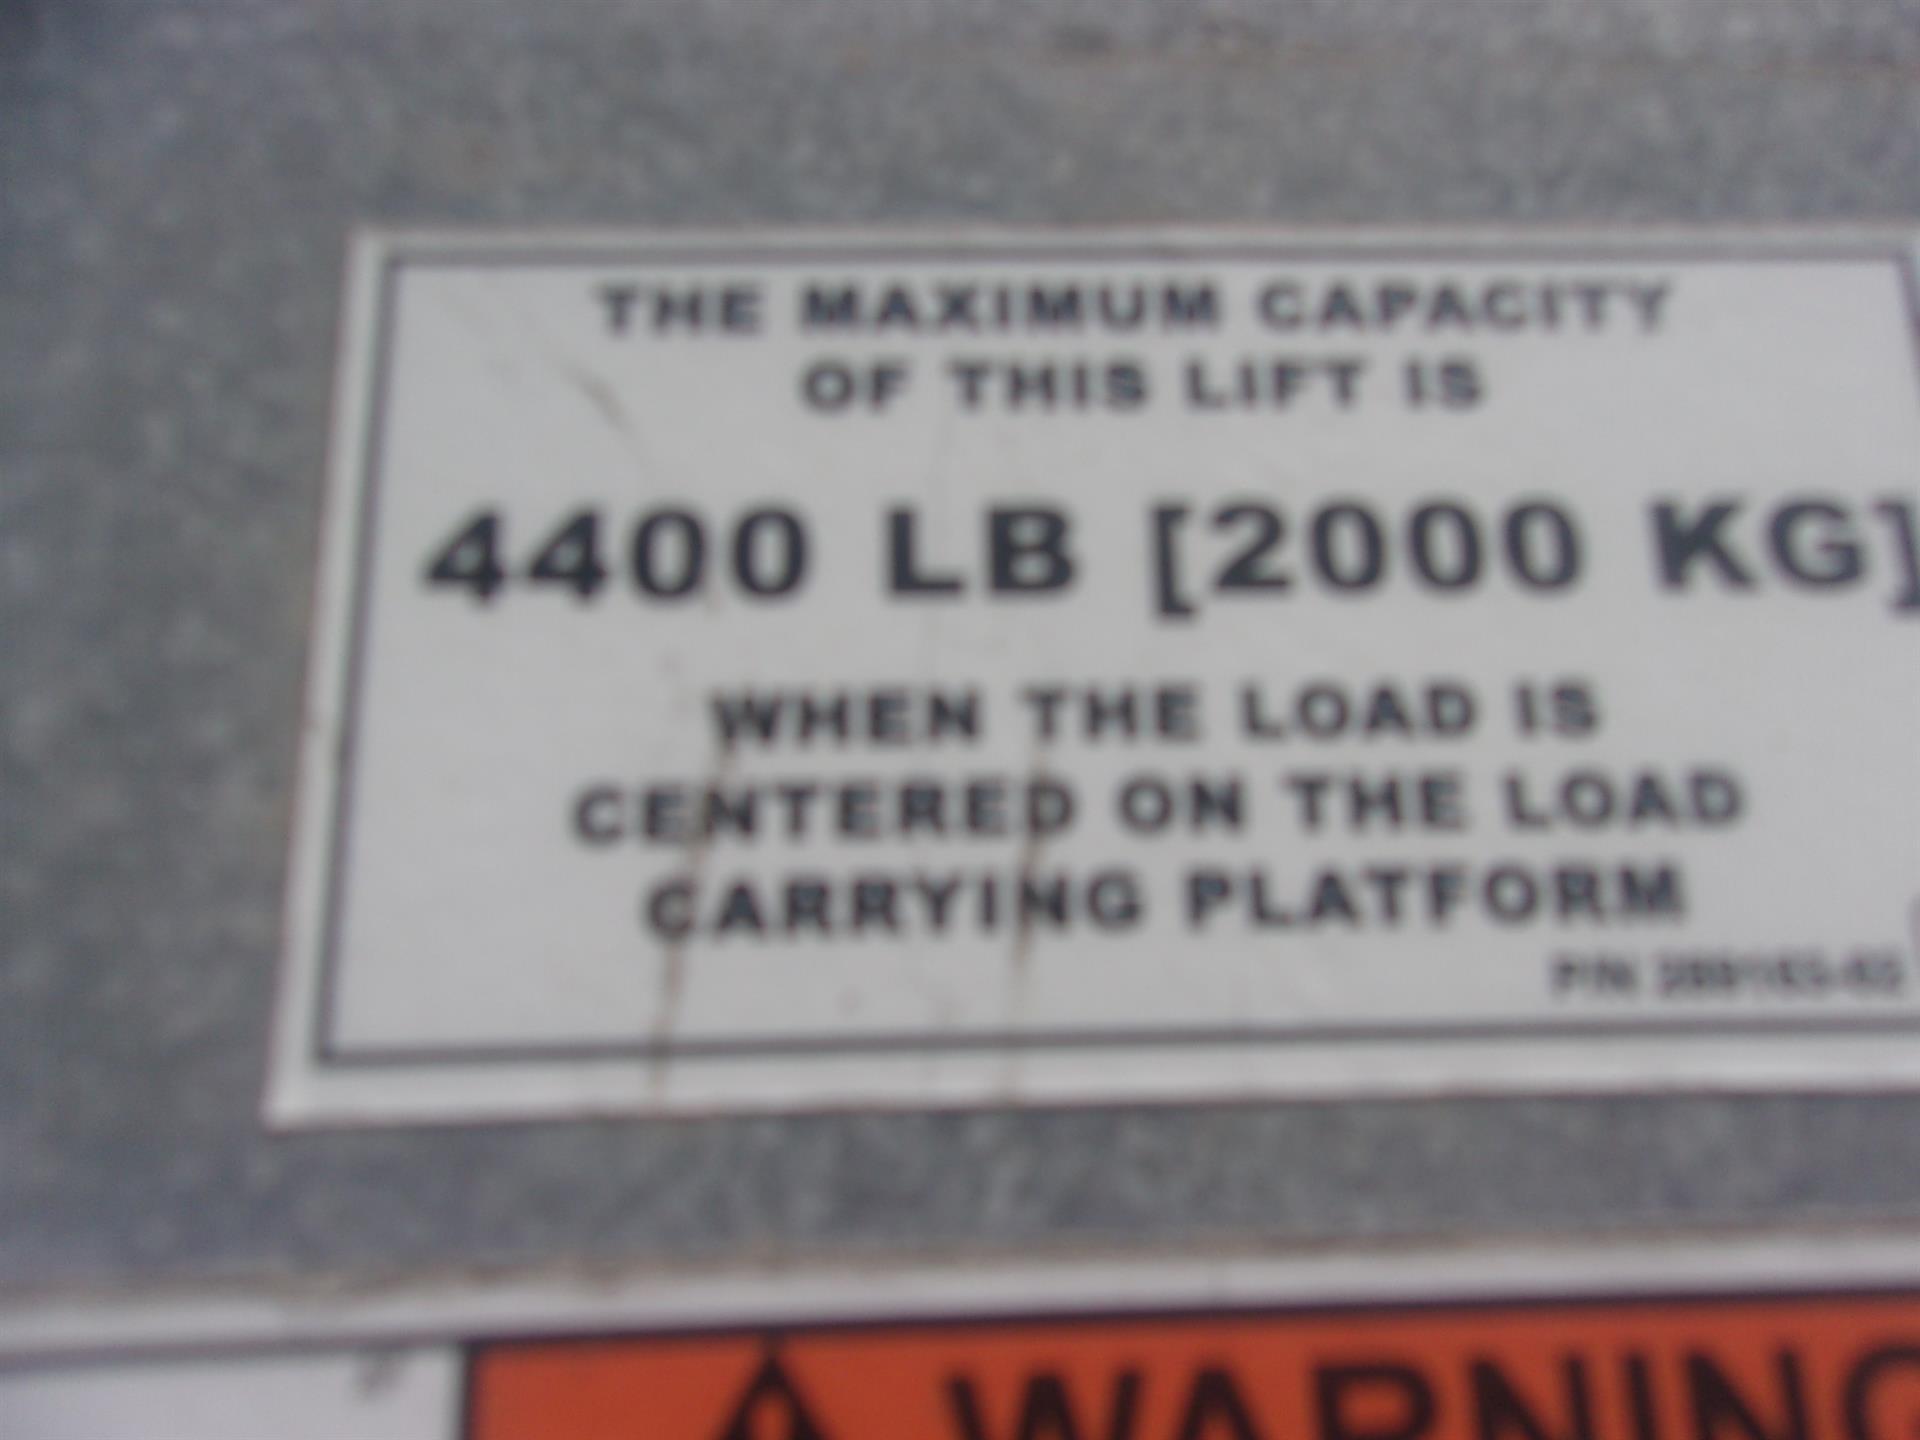 THE MAXIMUM CAPACITY
OF THIS LIFT IS
4400 LB [2000 KG]
WHEN THE LOAD IS
CENTERED ON THE LOAD
CARRYING PLATFORM
P/N
WARNING